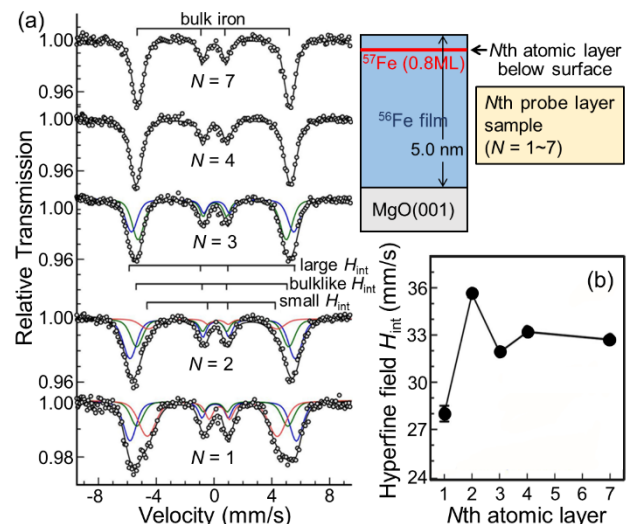 (a)
bulk iron
1.00
0.96
N = 7
1.00
0.96
N = 4
1.00
0.96
N = 3
large Hint
bulklike Hint
small Hint
1.00
0.96
N = 2
1.00
0.98
N = 1
-8 -4 0 4 8
Velocity (mm/s)
Relative Transmission
57Fe (0.8ML)
Nth atomic layer
below surface
56Fe film
5.0 nm
MgO(001)
Nth probe layer
sample
(N = 1~7)
(b)
Hyperfine field Hint (mm/s)
36
33
30
27
24
1 2 3 4 5 6 7
Nth atomic layer